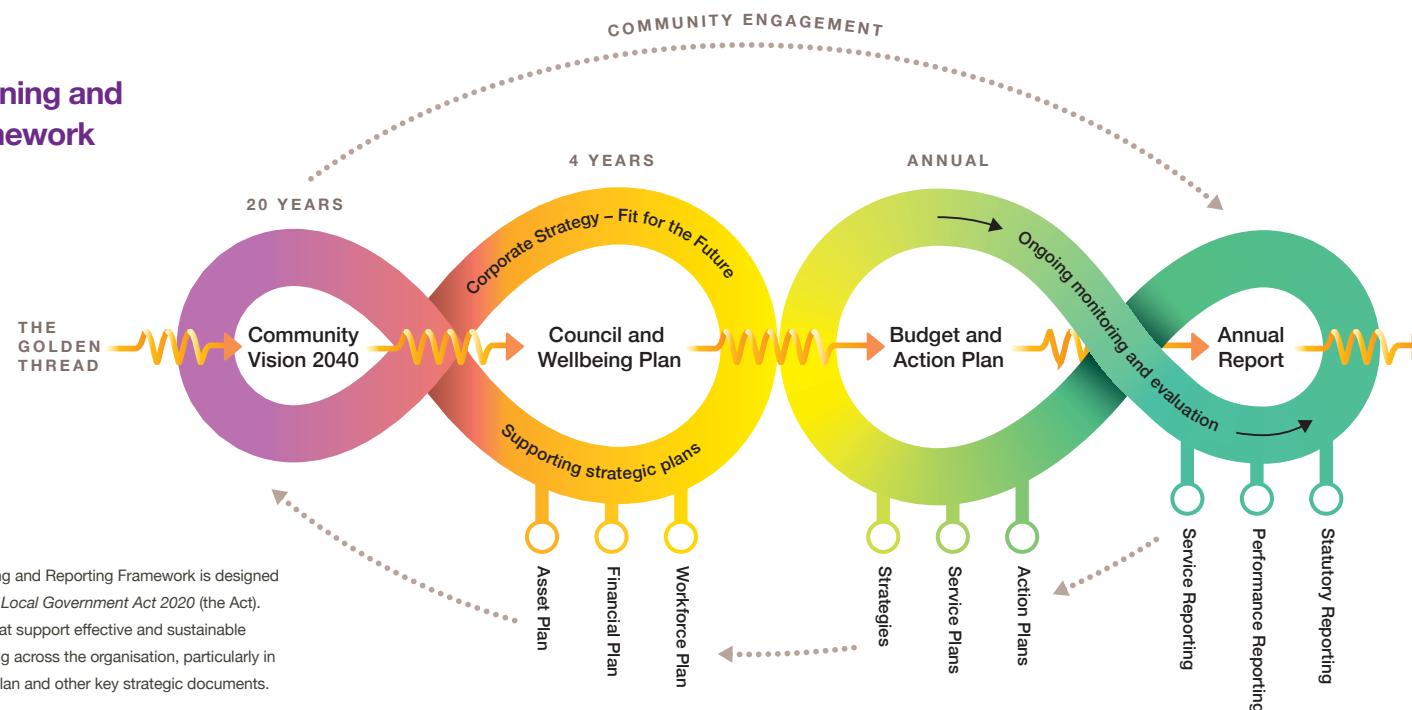 COMMUNITY ENGAGEMENT
ning and
nework
4 YEARS
ANNUAL
20 YEARS
Corporate Strategy – Fit for the Future
Ongoing monitoring and evaluation
THE
GOLDEN
THREAD
Community
Vision 2040
Council and
Wellbeing Plan
Budget and
Action Plan
Annual
Report
Supporting strategic plans
Asset Plan
Financial Plan
Workforce Plan
Strategies
Service Plans
Action Plans
Service Reporting
Performance Reporting
Statutory Reporting
ng and Reporting Framework is designed
Local Government Act 2020 (the Act).
at support effective and sustainable
g across the organisation, particularly in
lan and other key strategic documents.